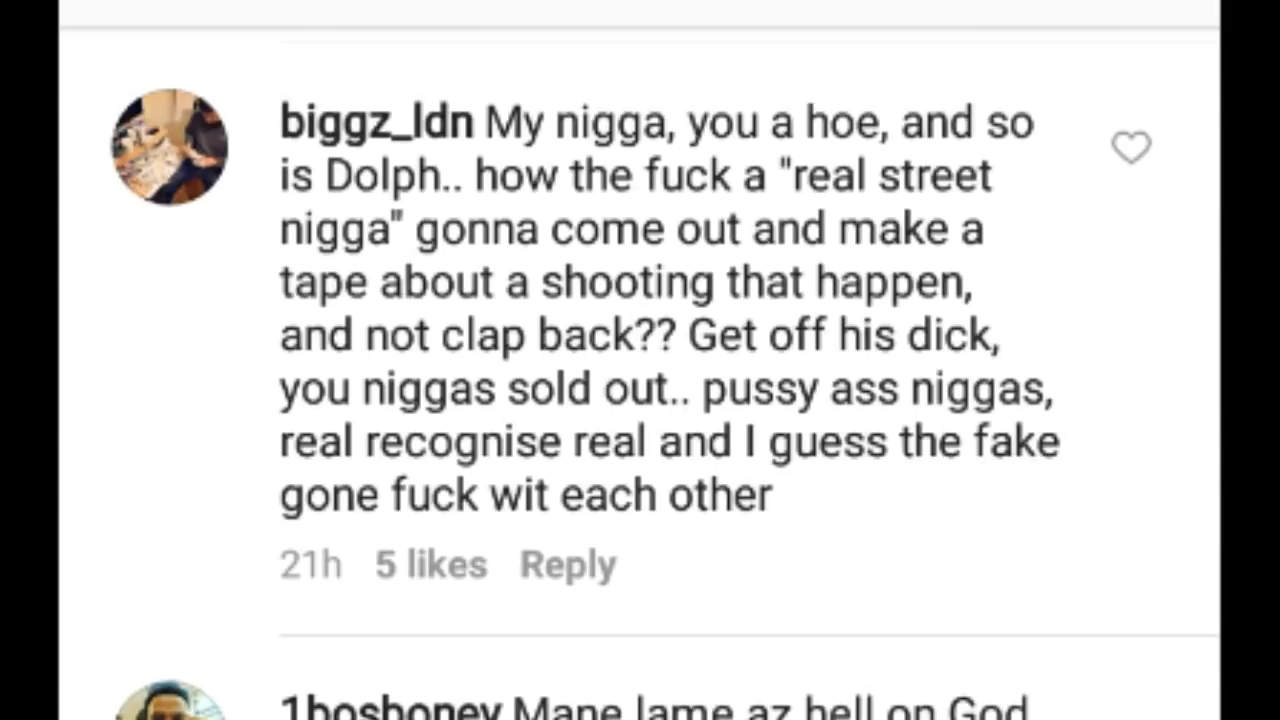 biggz_ldn My nigga, you a hoe, and so
is Dolph.. how the fuck a "real street
nigga" gonna come out and make a
tape about a shooting that happen,
and not clap back?? Get off his dick,
you niggas sold out.. pussy ass niggas,
real recognise real and I guess the fake
gone fuck wit each other
21h 5 likes Reply
1bosboney Mane lame az hell on God